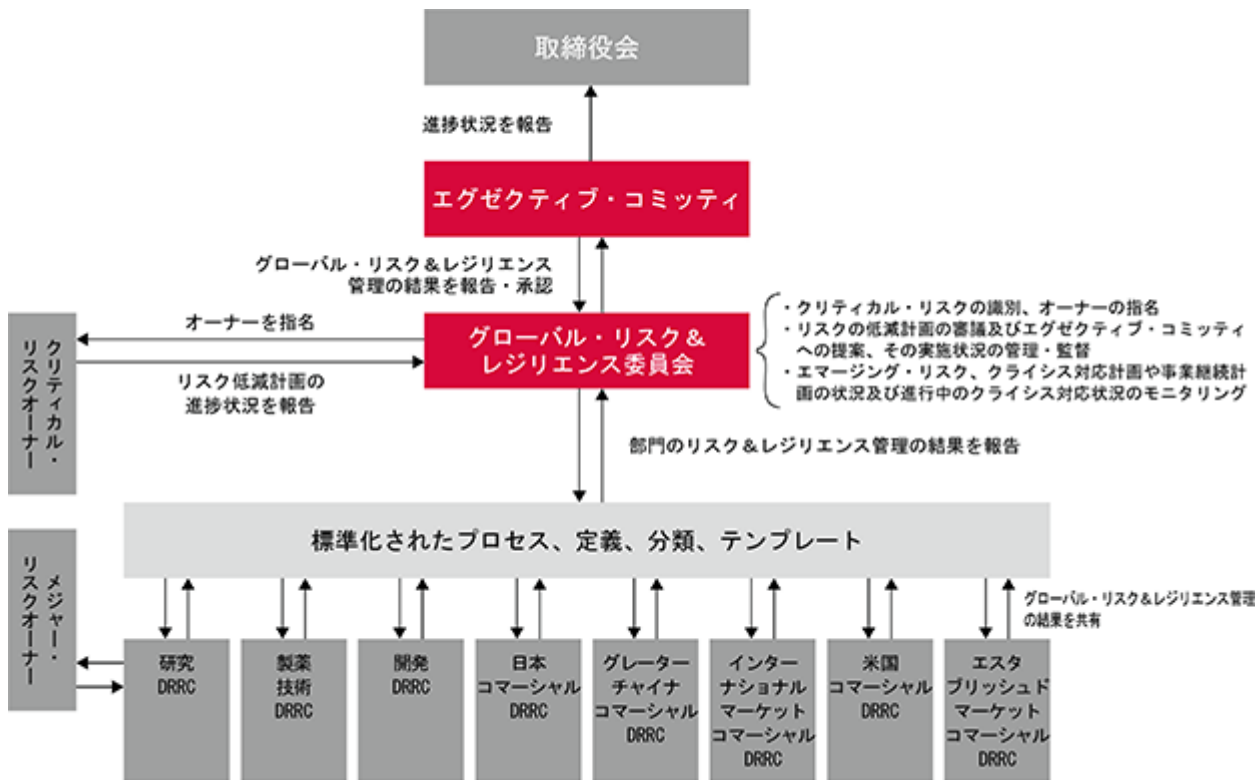 取締役会
進捗状況を報告
エグゼクティブ・コミッティ
グローバル・リスク＆レジリエンス
管理の結果を報告・承認
オーナーを指名
グローバル・リスク＆
レジリエンス委員会
・クリティカル・リスクの識別、オーナーの指名
・リスクの低減計画の審議及びエグゼクティブ・コミッティ
への提案、その実施状況の管理・監督
・エマージング・リスク、クライシス対応計画や事業継続計
画の状況及び進行中のクライシス対応状況のモニタリング
クリティカル・
リスクオーナー
リスク低減計画の
進捗状況を報告
部門のリスク＆レジリエンス管理の結果を報告
標準化されたプロセス、定義、分類、テンプレート
メジャー・
リスクオーナー
グローバル・リスク＆レジリエンス管理
の結果を共有
研究
DRRC
製薬
技術
DRRC
開発
DRRC
日本
コマーシャル
DRRC
グレーター
チャイナ
コマーシャル
DRRC
インター
ナショナル
マーケット
コマーシャル
DRRC
米国
コマーシャル
DRRC
エスタ
ブリッシュド
マーケット
コマーシャル
DRRC